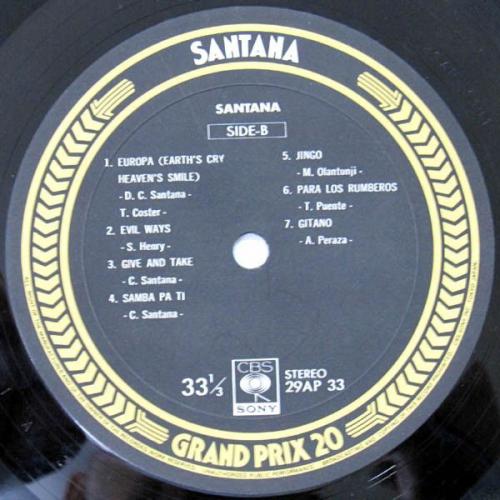 SANTANA
SANTANA
SIDE-B
1. EUROPA (EARTH'S CRY
HEAVEN'S SMILE)
- D. C. Santana -
T. Coster -
2. EVIL WAYS
- S. Henry -
3. GIVE AND TAKE
- C. Santana -
4. SAMBA PA TI
- C. Santana -
5. JINGO
- M. Olantunji -
6. PARA LOS RUMBEROS
- T. Puente -
7. GITANO
- A. Peraza -
33 1/3
CBS
SONY
STEREO
29AP 33
GRAND PRIX 20